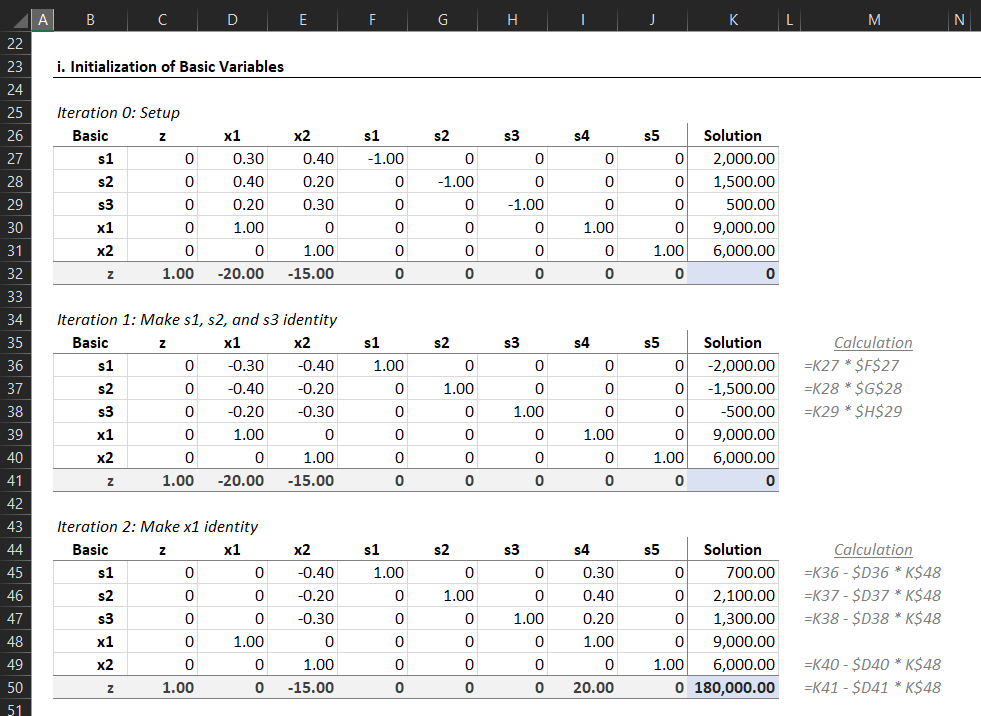 A B C D E F G H I J K L M N
22
23 i. Initialization of Basic Variables
24
25 Iteration 0: Setup
26 Basic z x1 x2 s1 s2 s3 s4 s5 Solution
27 s1 0 0.30 0.40 -1.00 0 0 0 0 2,000.00
28 s2 0 0.40 0.20 0 -1.00 0 0 0 1,500.00
29 s3 0 0.20 0.30 0 0 -1.00 0 0 500.00
30 x1 0 1.00 0 0 0 0 1.00 0 9,000.00
31 x2 0 0 1.00 0 0 0 0 1.00 6,000.00
32 z 1.00 -20.00 -15.00 0 0 0 0 0 0
33
34 Iteration 1: Make s1, s2, and s3 identity
35 Basic z x1 x2 s1 s2 s3 s4 s5 Solution Calculation
36 s1 0 -0.30 -0.40 1.00 0 0 0 0 -2,000.00 =K27 * $F$27
37 s2 0 -0.40 -0.20 0 1.00 0 0 0 -1,500.00 =K28 * $G$28
38 s3 0 -0.20 -0.30 0 0 1.00 0 0 -500.00 =K29 * $H$29
39 x1 0 1.00 0 0 0 0 1.00 0 9,000.00
40 x2 0 0 1.00 0 0 0 0 1.00 6,000.00
41 z 1.00 -20.00 -15.00 0 0 0 0 0 0
42
43 Iteration 2: Make x1 identity
44 Basic z x1 x2 s1 s2 s3 s4 s5 Solution Calculation
45 s1 0 0 -0.40 1.00 0 0 0.30 0 700.00 =K36 - $D36 * K$48
46 s2 0 0 -0.20 0 1.00 0 0.40 0 2,100.00 =K37 - $D37 * K$48
47 s3 0 0 -0.30 0 0 1.00 0.20 0 1,300.00 =K38 - $D38 * K$48
48 x1 0 1.00 0 0 0 0 1.00 0 9,000.00
49 x2 0 0 1.00 0 0 0 0 1.00 6,000.00 =K40 - $D40 * K$48
50 z 1.00 0 -15.00 0 0 0 20.00 0 180,000.00 =K41 - $D41 * K$48
51